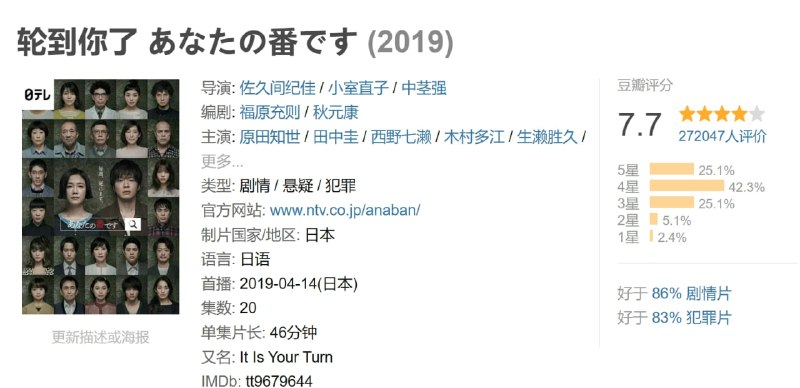 轮到你了 あなたの番です (2019)
日テレ
毎週、死にます。
あなたの番です
更新描述或海报
导演: 佐久间纪佳 / 小室直子 / 中茎强
编剧: 福原充则 / 秋元康
主演: 原田知世 / 田中圭 / 西野七濑 / 木村多江 / 生濑胜久 /
更多...
类型: 剧情 / 悬疑 / 犯罪
官方网站: www.ntv.co.jp/anaban/
制片国家/地区: 日本
语言: 日语
首播: 2019-04-14(日本)
集数: 20
单集片长: 46分钟
又名: It Is Your Turn
IMDb: tt9679644
豆瓣评分
7.7
272047人评价
5星 25.1%
4星 42.3%
3星 25.1%
2星 5.1%
1星 2.4%
好于 86% 剧情片
好于 83% 犯罪片